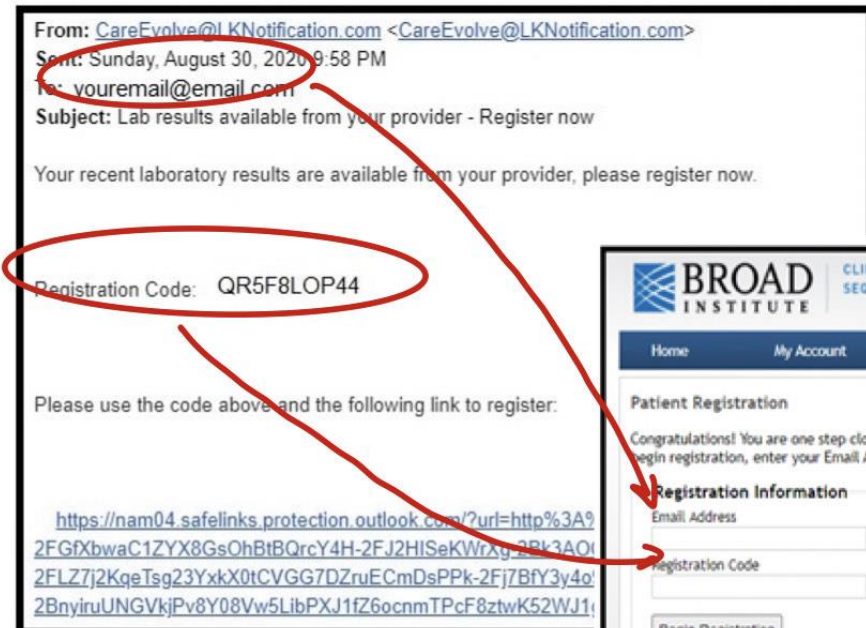 From: CareEvolve@LKNotification.com <CareEvolve@LKNotification.com>
Sent: Sunday, August 30, 2020 9:58 PM
To: youremail@email.com
Subject: Lab results available from your provider - Register now
Your recent laboratory results are available from your provider, please register now.
Registration Code: QR5F8LOP44
Please use the code above and the following link to register:
https://nam04.safelinks.protection.outlook.com/?url=http%3A%
2FGfXbwaC1ZYX8GsOhBtBQrcY4H-2FJ2HISeKWrXg-2Bk3AO
2FLZ7j2KqeTsg23YxkX0tCVGG7DZruECmDsPPk-2Fj7BfY3y4o
2BnyiruUNGVkjPv8Y08Vw5LibPXJ1fZ6ocnmTPcF8ztwK52WJ1
BROAD
INSTITUTE
CLI
SEQ
Home My Account
Patient Registration
Congratulations! You are one step clo
begin registration, enter your Email
Registration Information
Email Address
Registration Code
Begin Registration